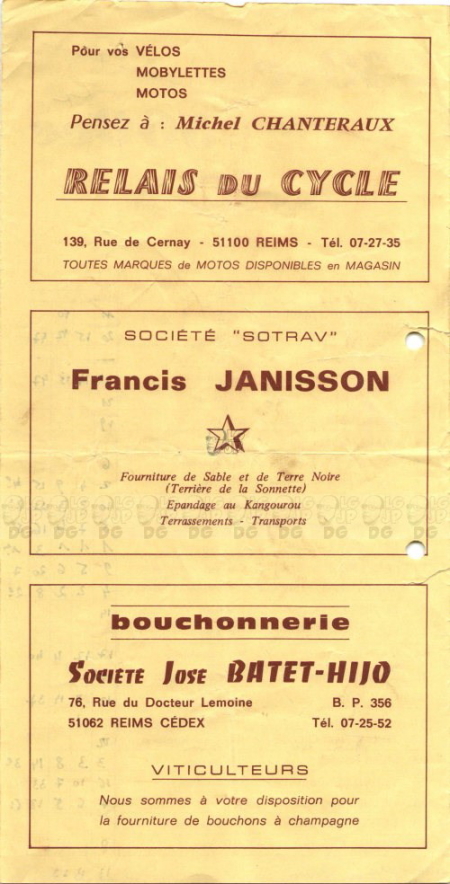 Pour vos VÉLOS
MOBYLETTES
MOTOS
Pensez à : Michel CHANTERAUX
RELAIS DU CYCLE
139, Rue de Cernay - 51100 REIMS - Tél. 07-27-35
TOUTES MARQUES de MOTOS DISPONIBLES en MAGASIN
SOCIÉTÉ "SOTRAV"
Francis JANISSON
Fourniture de Sable et de Terre Noire
(Terrière de la Sonnette)
Epandage au Kangourou
Terrassements - Transports
bouchonnerie
SOCIÉTÉ JOSE BATET-HIJO
76, Rue du Docteur Lemoine B. P. 356
51062 REIMS CÉDEX Tél. 07-25-52
VITICULTEURS
Nous sommes à votre disposition pour
la fourniture de bouchons à champagne